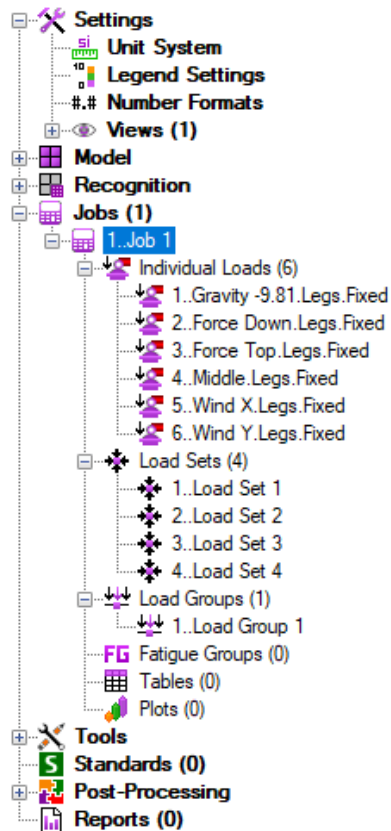 Settings
si Unit System
10 0 Legend Settings
#.# Number Formats
Views (1)
Model
Recognition
Jobs (1)
1..Job 1
Individual Loads (6)
1..Gravity -9.81.Legs.Fixed
2..Force Down.Legs.Fixed
3..Force Top.Legs.Fixed
4..Middle.Legs.Fixed
5..Wind X.Legs.Fixed
6..Wind Y.Legs.Fixed
Load Sets (4)
1..Load Set 1
2..Load Set 2
3..Load Set 3
4..Load Set 4
Load Groups (1)
1..Load Group 1
FG Fatigue Groups (0)
Tables (0)
Plots (0)
Tools
S Standards (0)
Post-Processing
Reports (0)